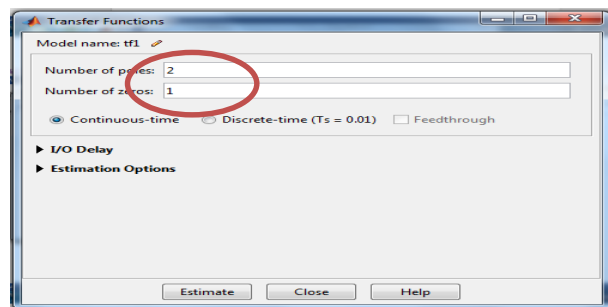 Transfer Functions
Model name: tf1
Number of poles: 2
Number of zeros: 1
Continuous-time Discrete-time (Ts = 0.01) Feedthrough
I/O Delay
Estimation Options
Estimate Close Help